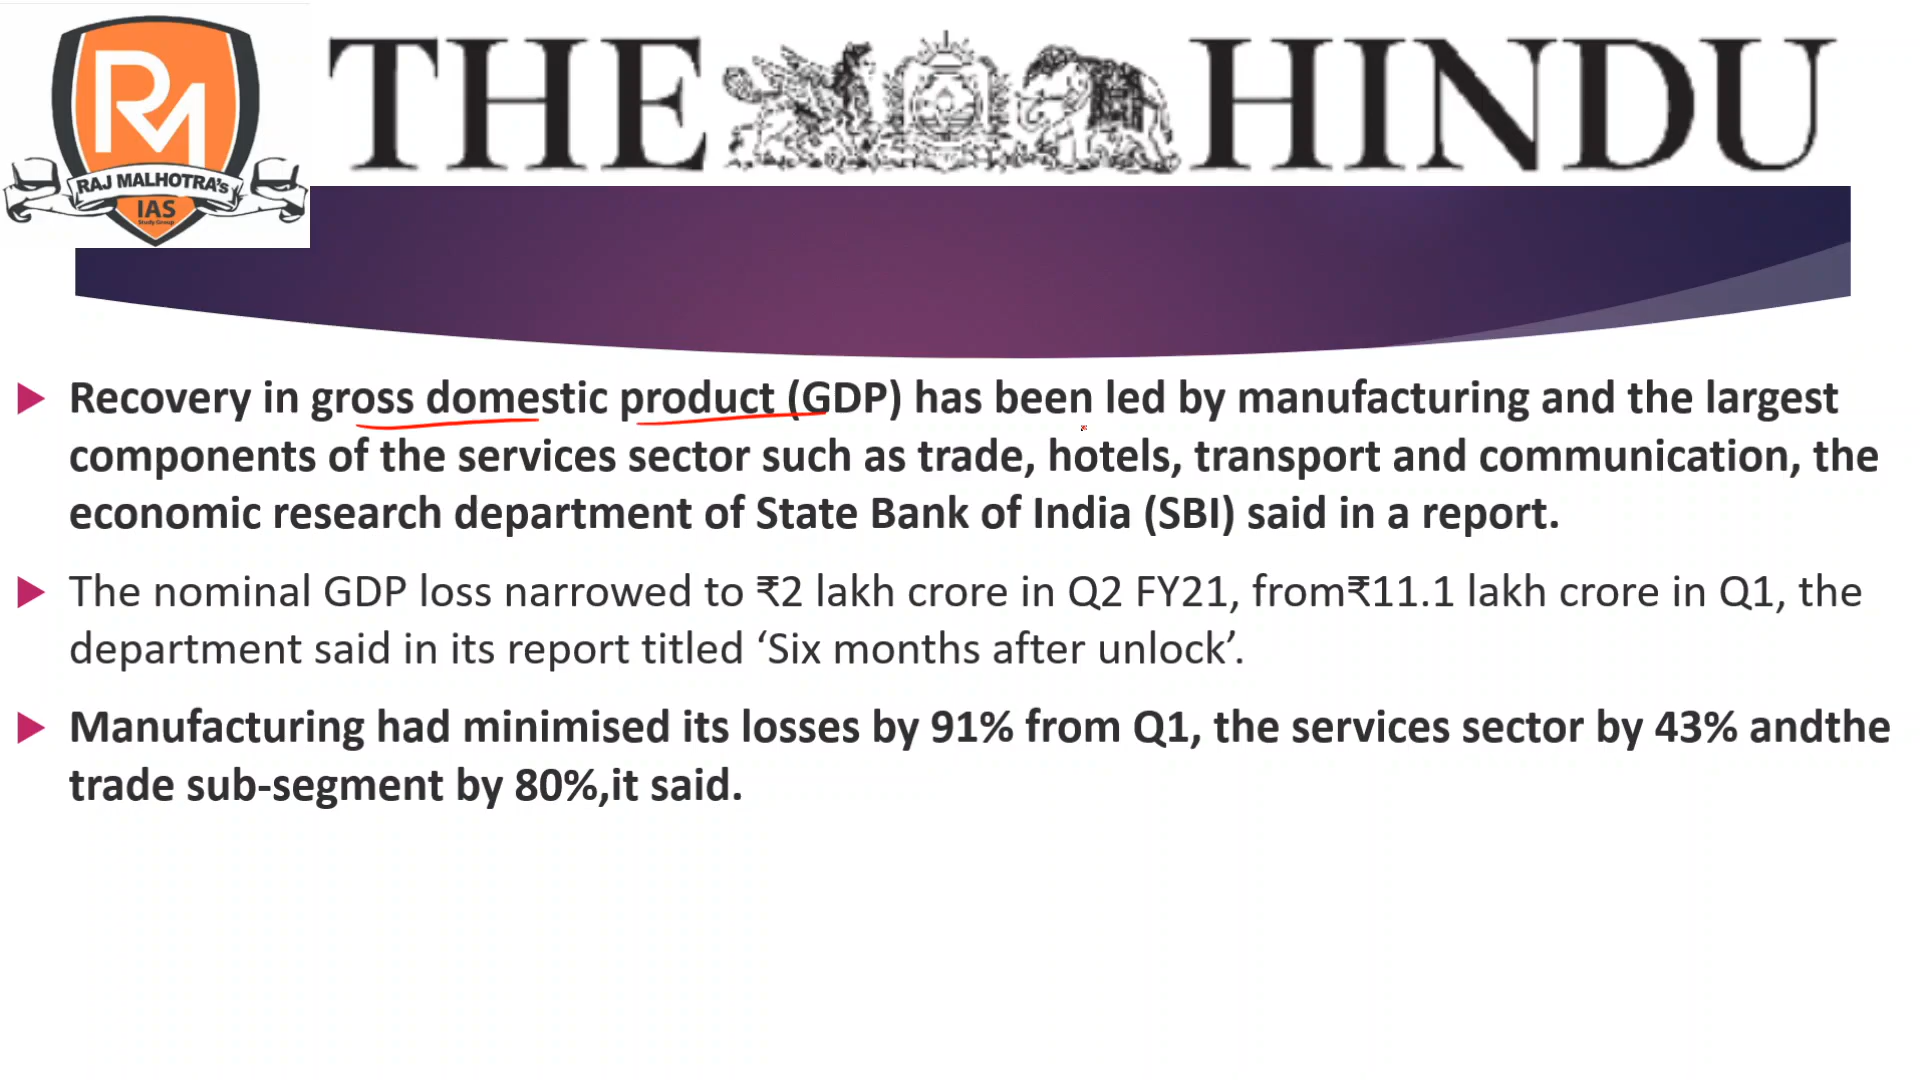 RM
RAJ MALHOTRA's
IAS
Study Group
THE HINDU
Recovery in gross domestic product (GDP) has been led by manufacturing and the largest
components of the services sector such as trade, hotels, transport and communication, the
economic research department of State Bank of India (SBI) said in a report.
The nominal GDP loss narrowed to ₹2 lakh crore in Q2 FY21, from₹11.1 lakh crore in Q1, the
department said in its report titled ‘Six months after unlock’.
Manufacturing had minimised its losses by 91% from Q1, the services sector by 43% andthe
trade sub-segment by 80%,it said.